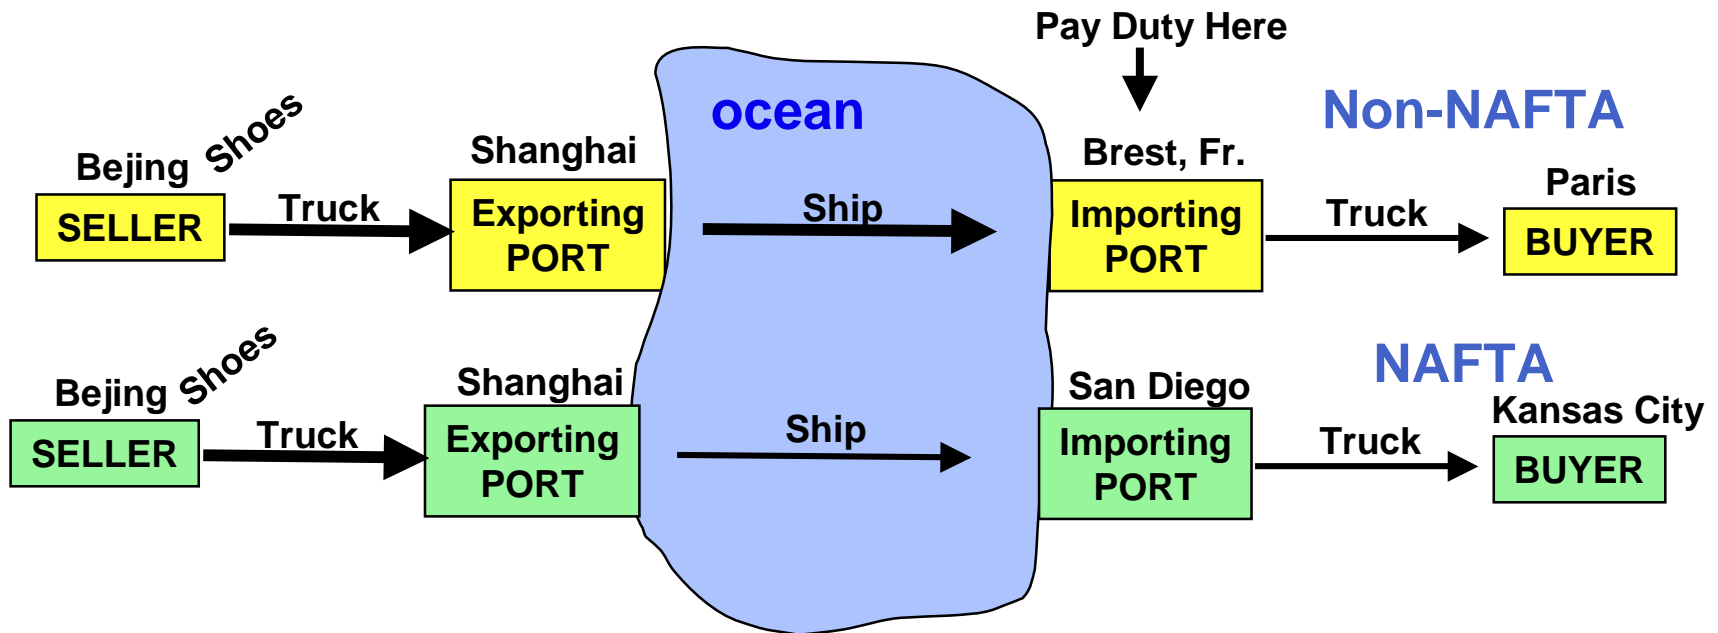 Pay Duty Here
ocean
Non-NAFTA
Bejing Shoes
Shanghai
Brest, Fr.
Paris
SELLER
Truck
Exporting
PORT
Ship
Importing
PORT
Truck
BUYER
NAFTA
Bejing Shoes
Shanghai
San Diego
Kansas City
SELLER
Truck
Exporting
PORT
Ship
Importing
PORT
Truck
BUYER